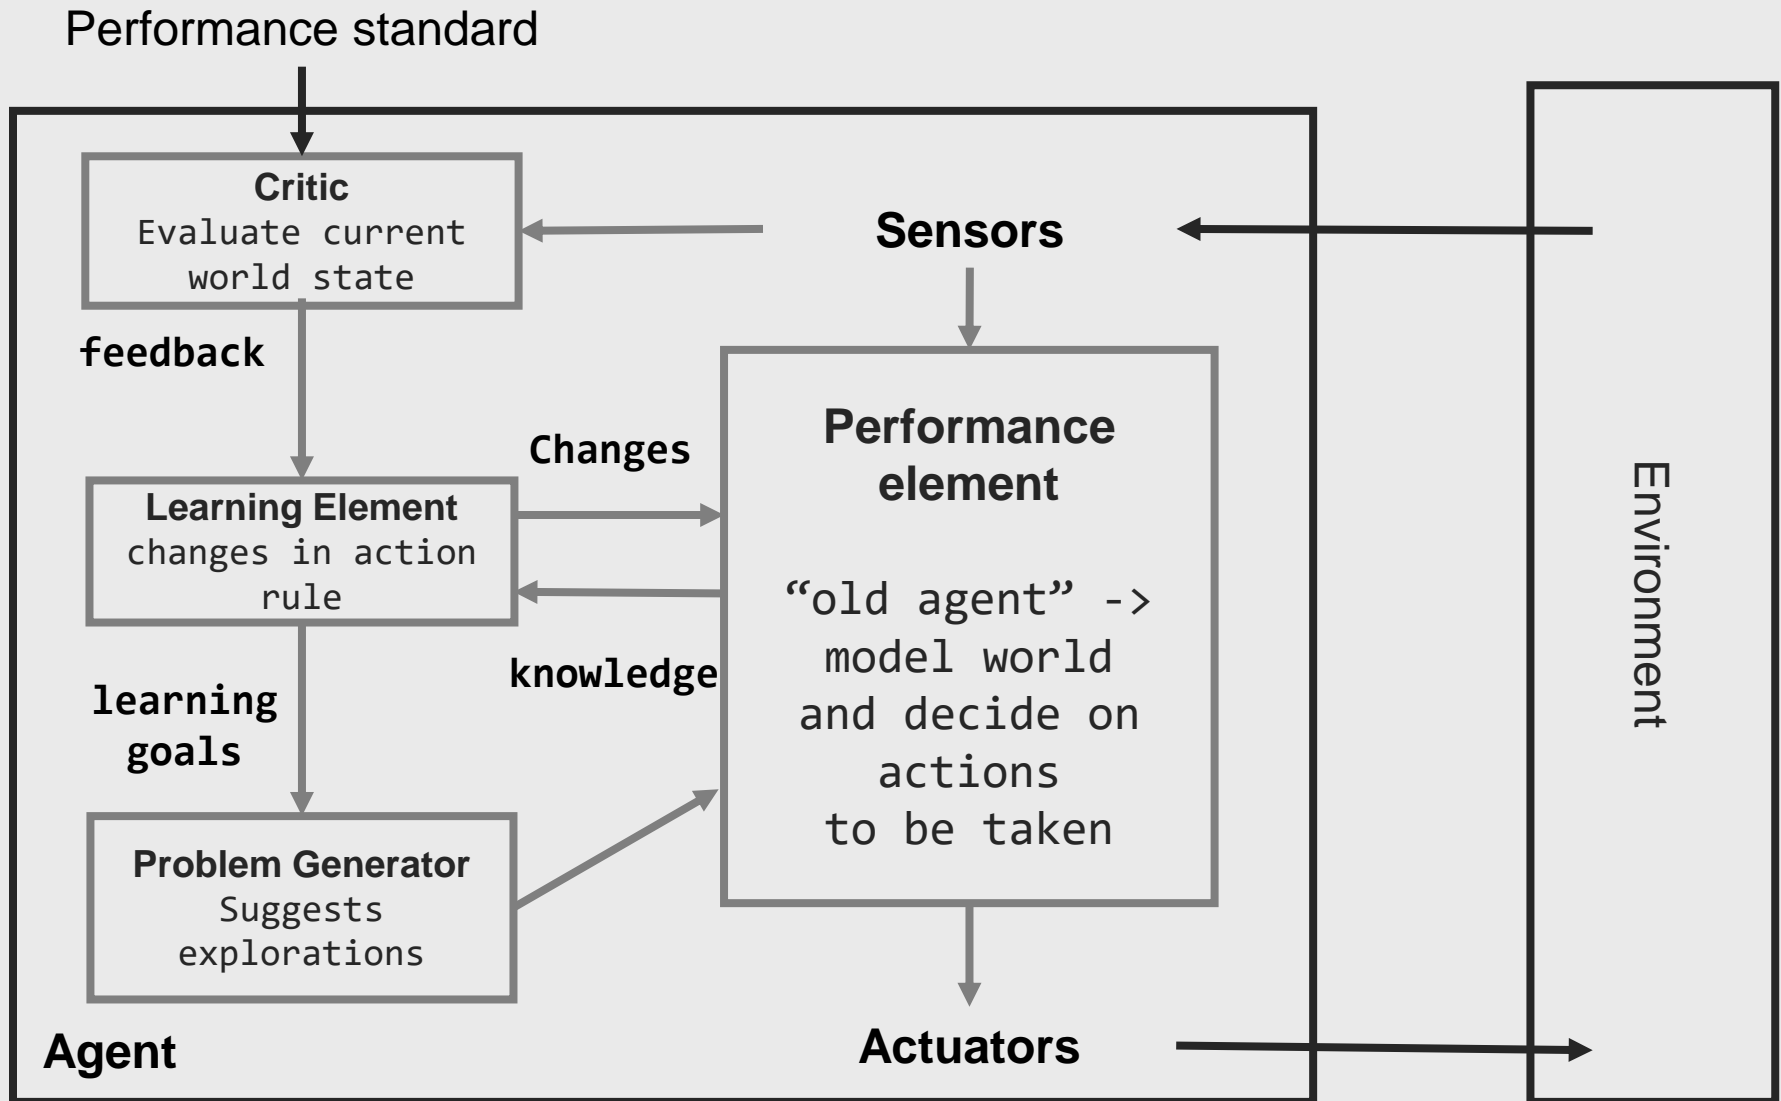 Performance standard
Critic
Evaluate current
world state
Sensors
feedback
Changes
Learning Element
changes in action
rule
knowledge
learning
goals
Problem Generator
Suggests
explorations
Performance
element
“old agent” ->
model world
and decide on
actions
to be taken
Agent
Actuators
Environment